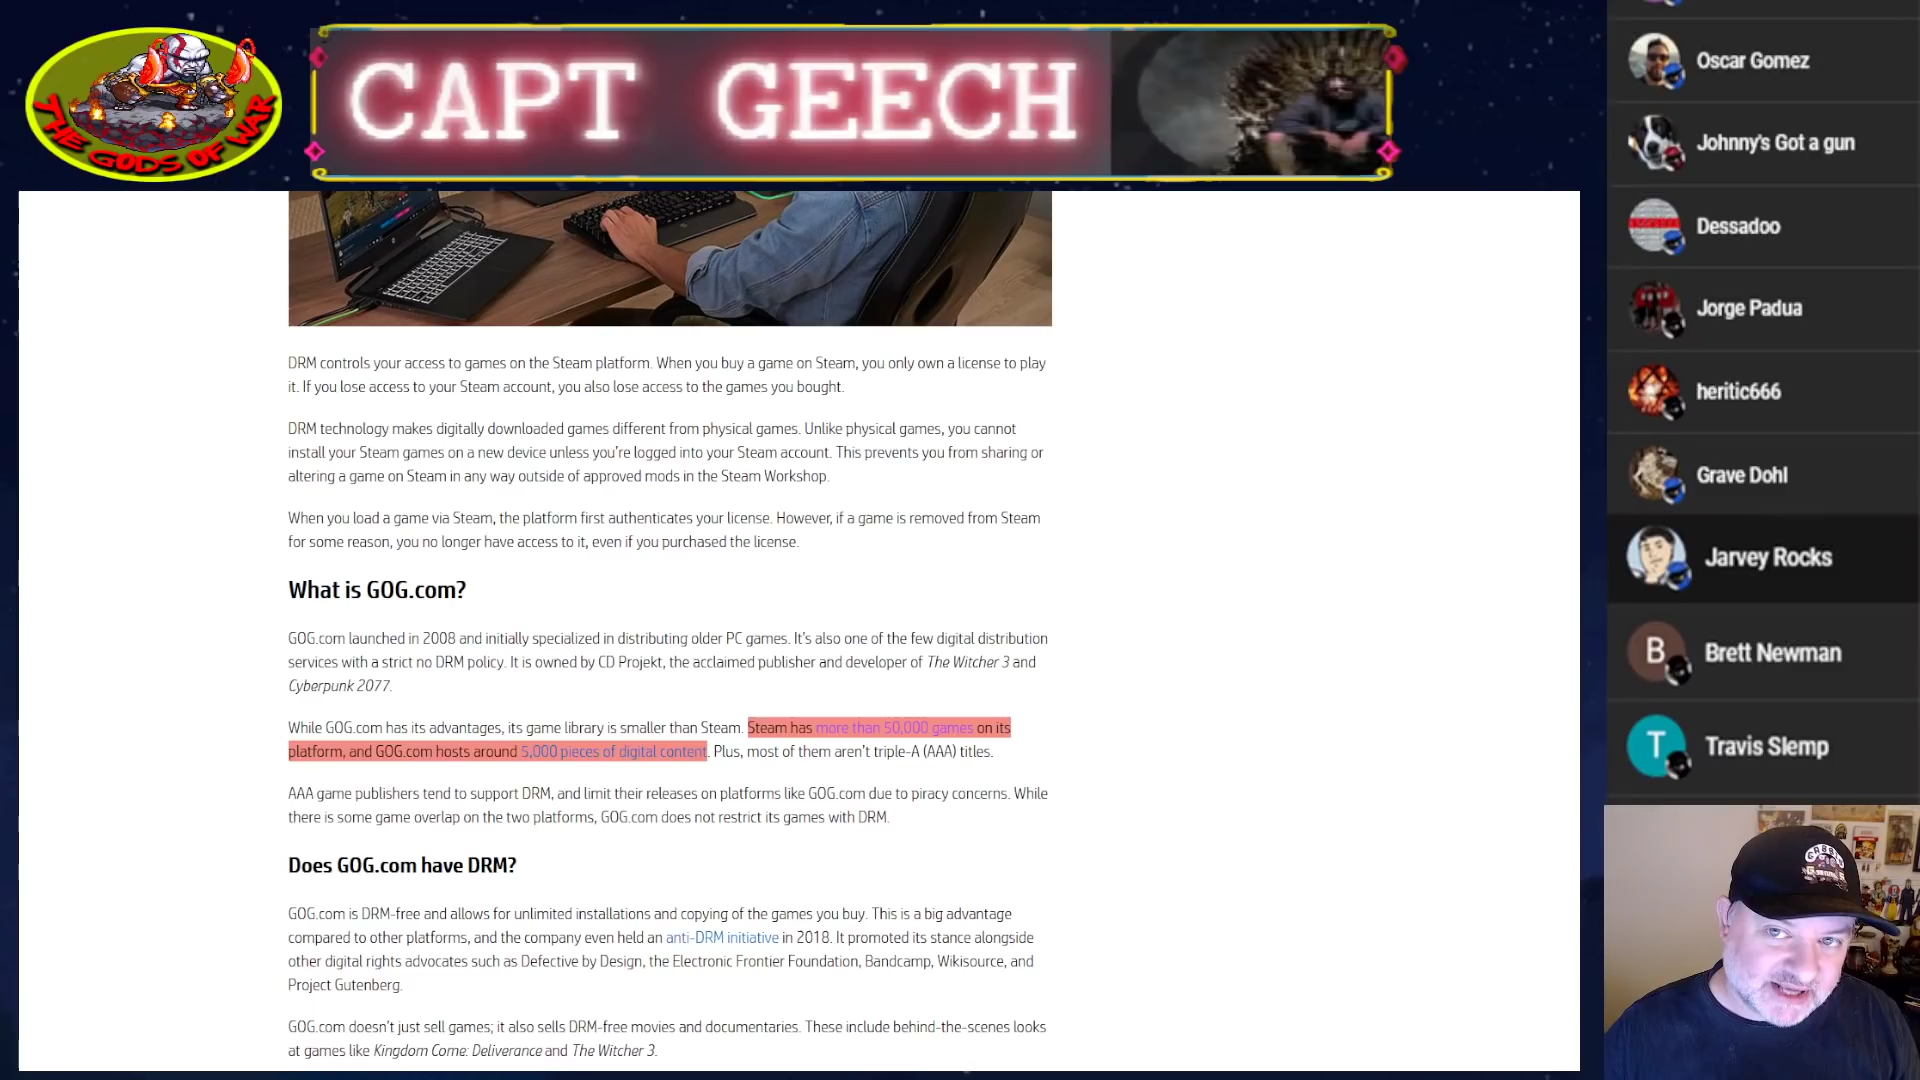 THE GODS OF WAR
CAPT GEECH
DRM controls your access to games on the Steam platform. When you buy a game on Steam, you only own a license to play
it. If you lose access to your Steam account, you also lose access to the games you bought.
DRM technology makes digitally downloaded games different from physical games. Unlike physical games, you cannot
install your Steam games on a new device unless you're logged into your Steam account. This prevents you from sharing or
altering a game on Steam in any way outside of approved mods in the Steam Workshop.
When you load a game via Steam, the platform first authenticates your license. However, if a game is removed from Steam
for some reason, you no longer have access to it, even if you purchased the license.
What is GOG.com?
GOG.com launched in 2008 and initially specialized in distributing older PC games. It's also one of the few digital distribution
services with a strict no DRM policy. It is owned by CD Projekt, the acclaimed publisher and developer of The Witcher 3 and
Cyberpunk 2077.
While GOG.com has its advantages, its game library is smaller than Steam. Steam has more than 50,000 games on its
platform, and GOG.com hosts around 5,000 pieces of digital content. Plus, most of them aren't triple-A (AAA) titles.
AAA game publishers tend to support DRM, and limit their releases on platforms like GOG.com due to piracy concerns. While
there is some game overlap on the two platforms, GOG.com does not restrict its games with DRM.
Does GOG.com have DRM?
GOG.com is DRM-free and allows for unlimited installations and copying of the games you buy. This is a big advantage
compared to other platforms, and the company even held an anti-DRM initiative in 2018. It promoted its stance alongside
other digital rights advocates such as Defective by Design, the Electronic Frontier Foundation, Bandcamp, Wikisource, and
Project Gutenberg.
GOG.com doesn't just sell games; it also sells DRM-free movies and documentaries. These include behind-the-scenes looks
at games like Kingdom Come: Deliverance and The Witcher 3.
Oscar Gomez
Johnny's Got a gun
Dessadoo
Jorge Padua
heritic666
Grave Dohl
Jarvey Rocks
B
Brett Newman
T
Travis Slemp